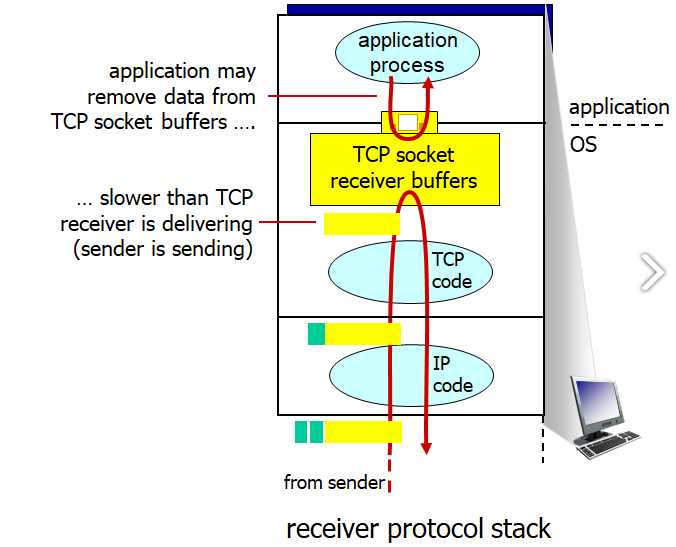 application
process
application may
remove data from
TCP socket buffers ….
application
OS
TCP socket
receiver buffers
… slower than TCP
receiver is delivering
(sender is sending)
TCP
code
IP
code
from sender
receiver protocol stack